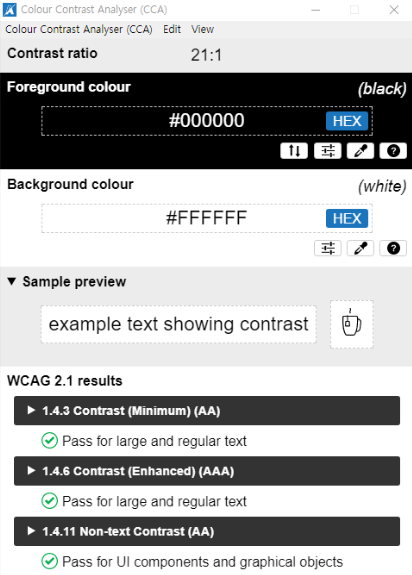 Colour Contrast Analyser (CCA)
Colour Contrast Analyser (CCA) Edit View
Contrast ratio 21:1
Foreground colour (black)
#000000 HEX
Background colour (white)
#FFFFFF HEX
▼ Sample preview
example text showing contrast
WCAG 2.1 results
▶ 1.4.3 Contrast (Minimum) (AA)
Pass for large and regular text
▶ 1.4.6 Contrast (Enhanced) (AAA)
Pass for large and regular text
▶ 1.4.11 Non-text Contrast (AA)
Pass for UI components and graphical objects